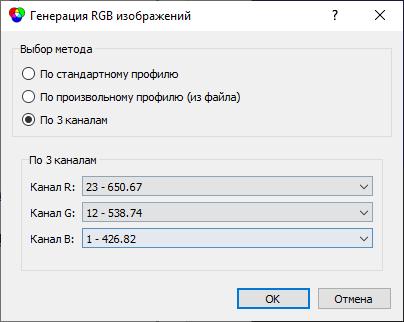 Генерация RGB изображений
Выбор метода
По стандартному профилю
По произвольному профилю (из файла)
По 3 каналам
По 3 каналам
Канал R: 23 - 650.67
Канал G: 12 - 538.74
Канал B: 1 - 426.82
OK Отмена